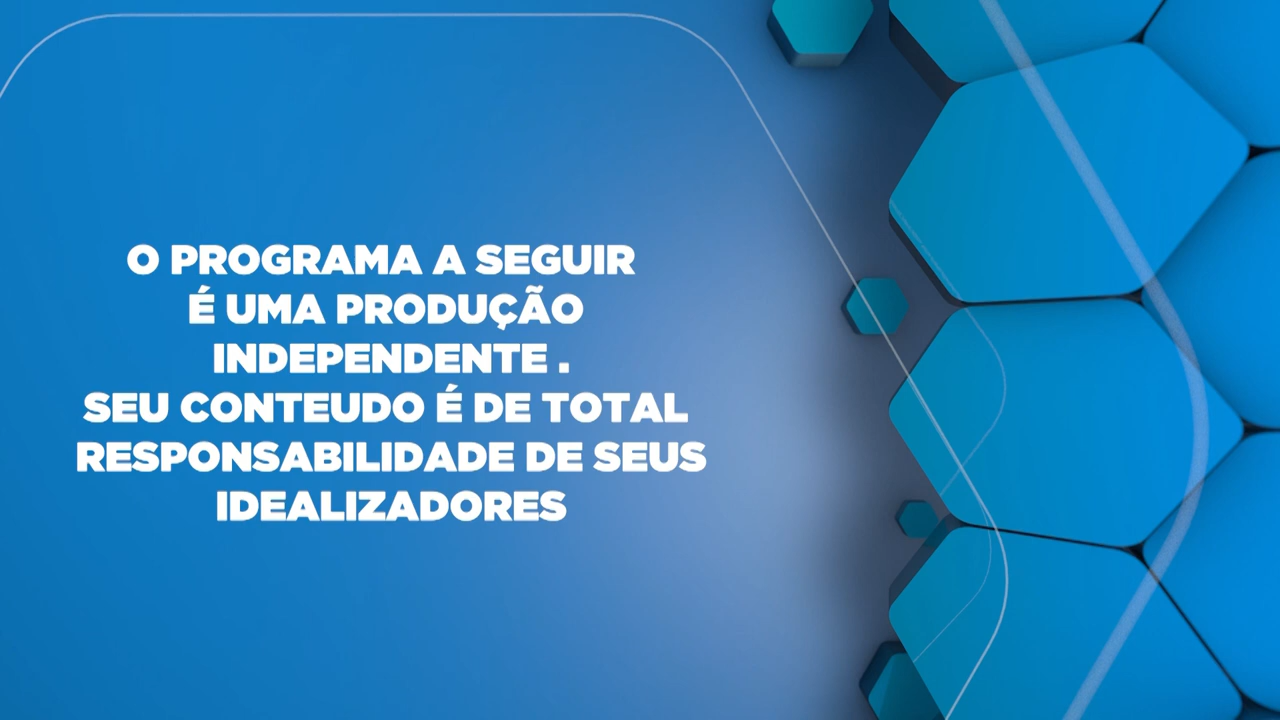 O PROGRAMA A SEGUIR
É UMA PRODUÇÃO
INDEPENDENTE .
SEU CONTEUDO É DE TOTAL
RESPONSABILIDADE DE SEUS
IDEALIZADORES